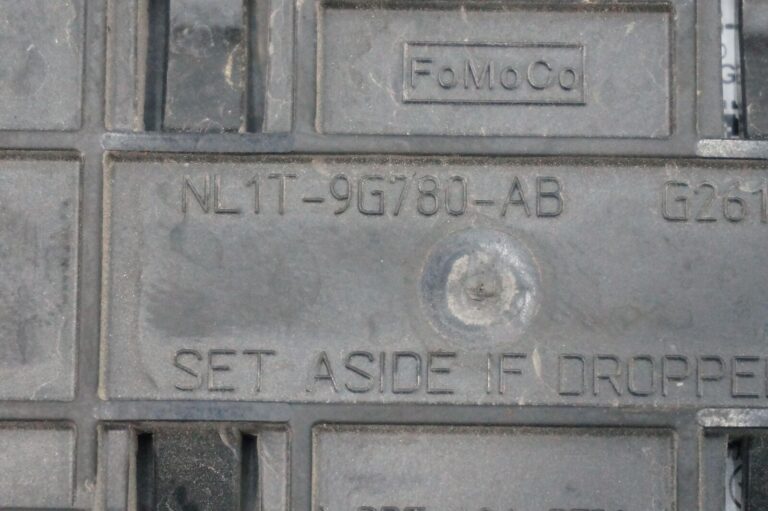 FoMoCo
NL1T-9G780-AB G261
SET ASIDE IF DROPPED